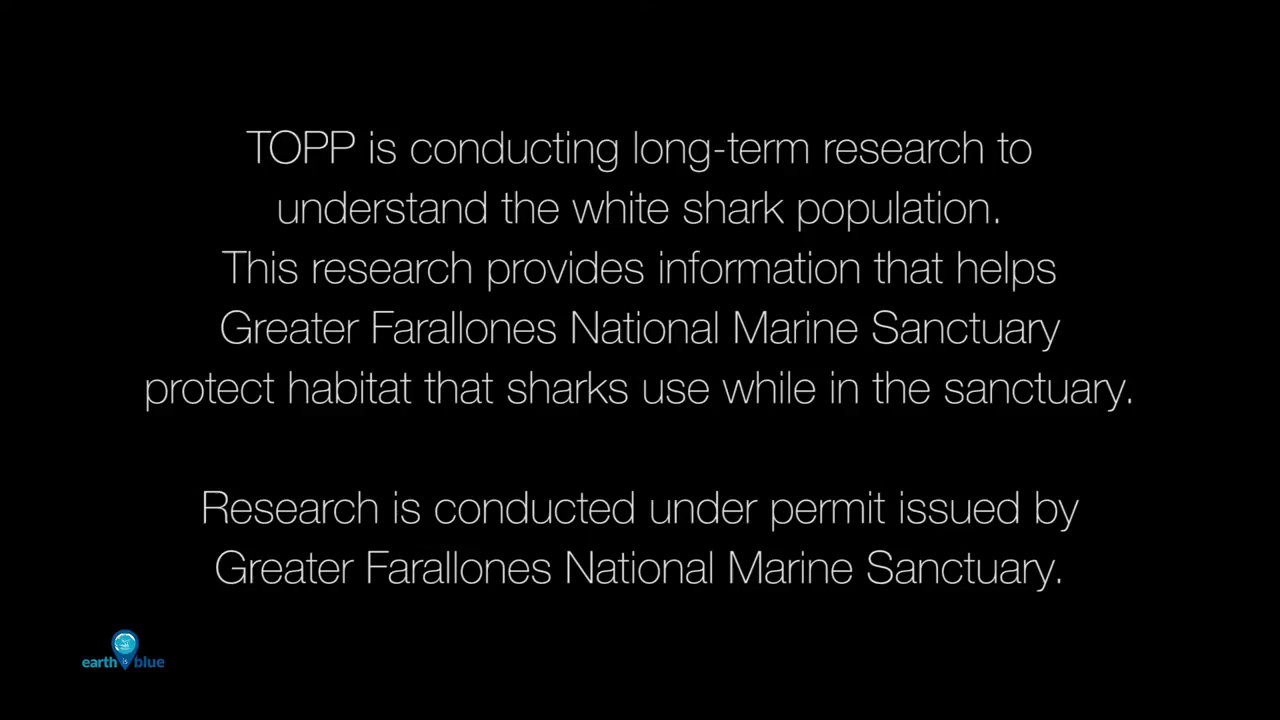 TOPP is conducting long-term research to
understand the white shark population.
This research provides information that helps
Greater Farallones National Marine Sanctuary
protect habitat that sharks use while in the sanctuary.
Research is conducted under permit issued by
Greater Farallones National Marine Sanctuary.
earth is blue